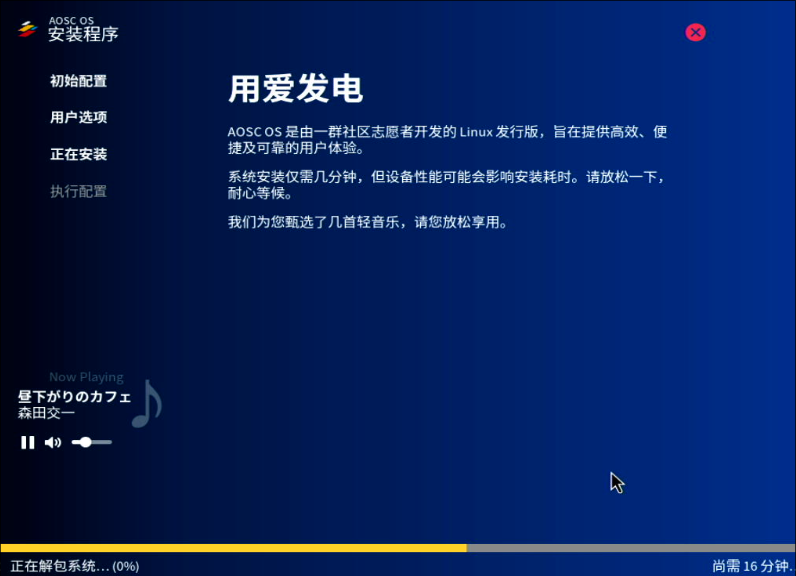 AOSC OS
安装程序
初始配置
用户选项
正在安装
执行配置
用爱发电
AOSC OS 是由一群社区志愿者开发的 Linux 发行版，旨在提供高效、便
捷及可靠的用户体验。
系统安装仅需几分钟，但设备性能可能会影响安装耗时。请放松一下，
耐心等候。
我们为您甄选了几首轻音乐，请您放松享用。
Now Playing
昼下がりのカフェ
森田交一
正在解包系统… (0%)
尚需 16 分钟…